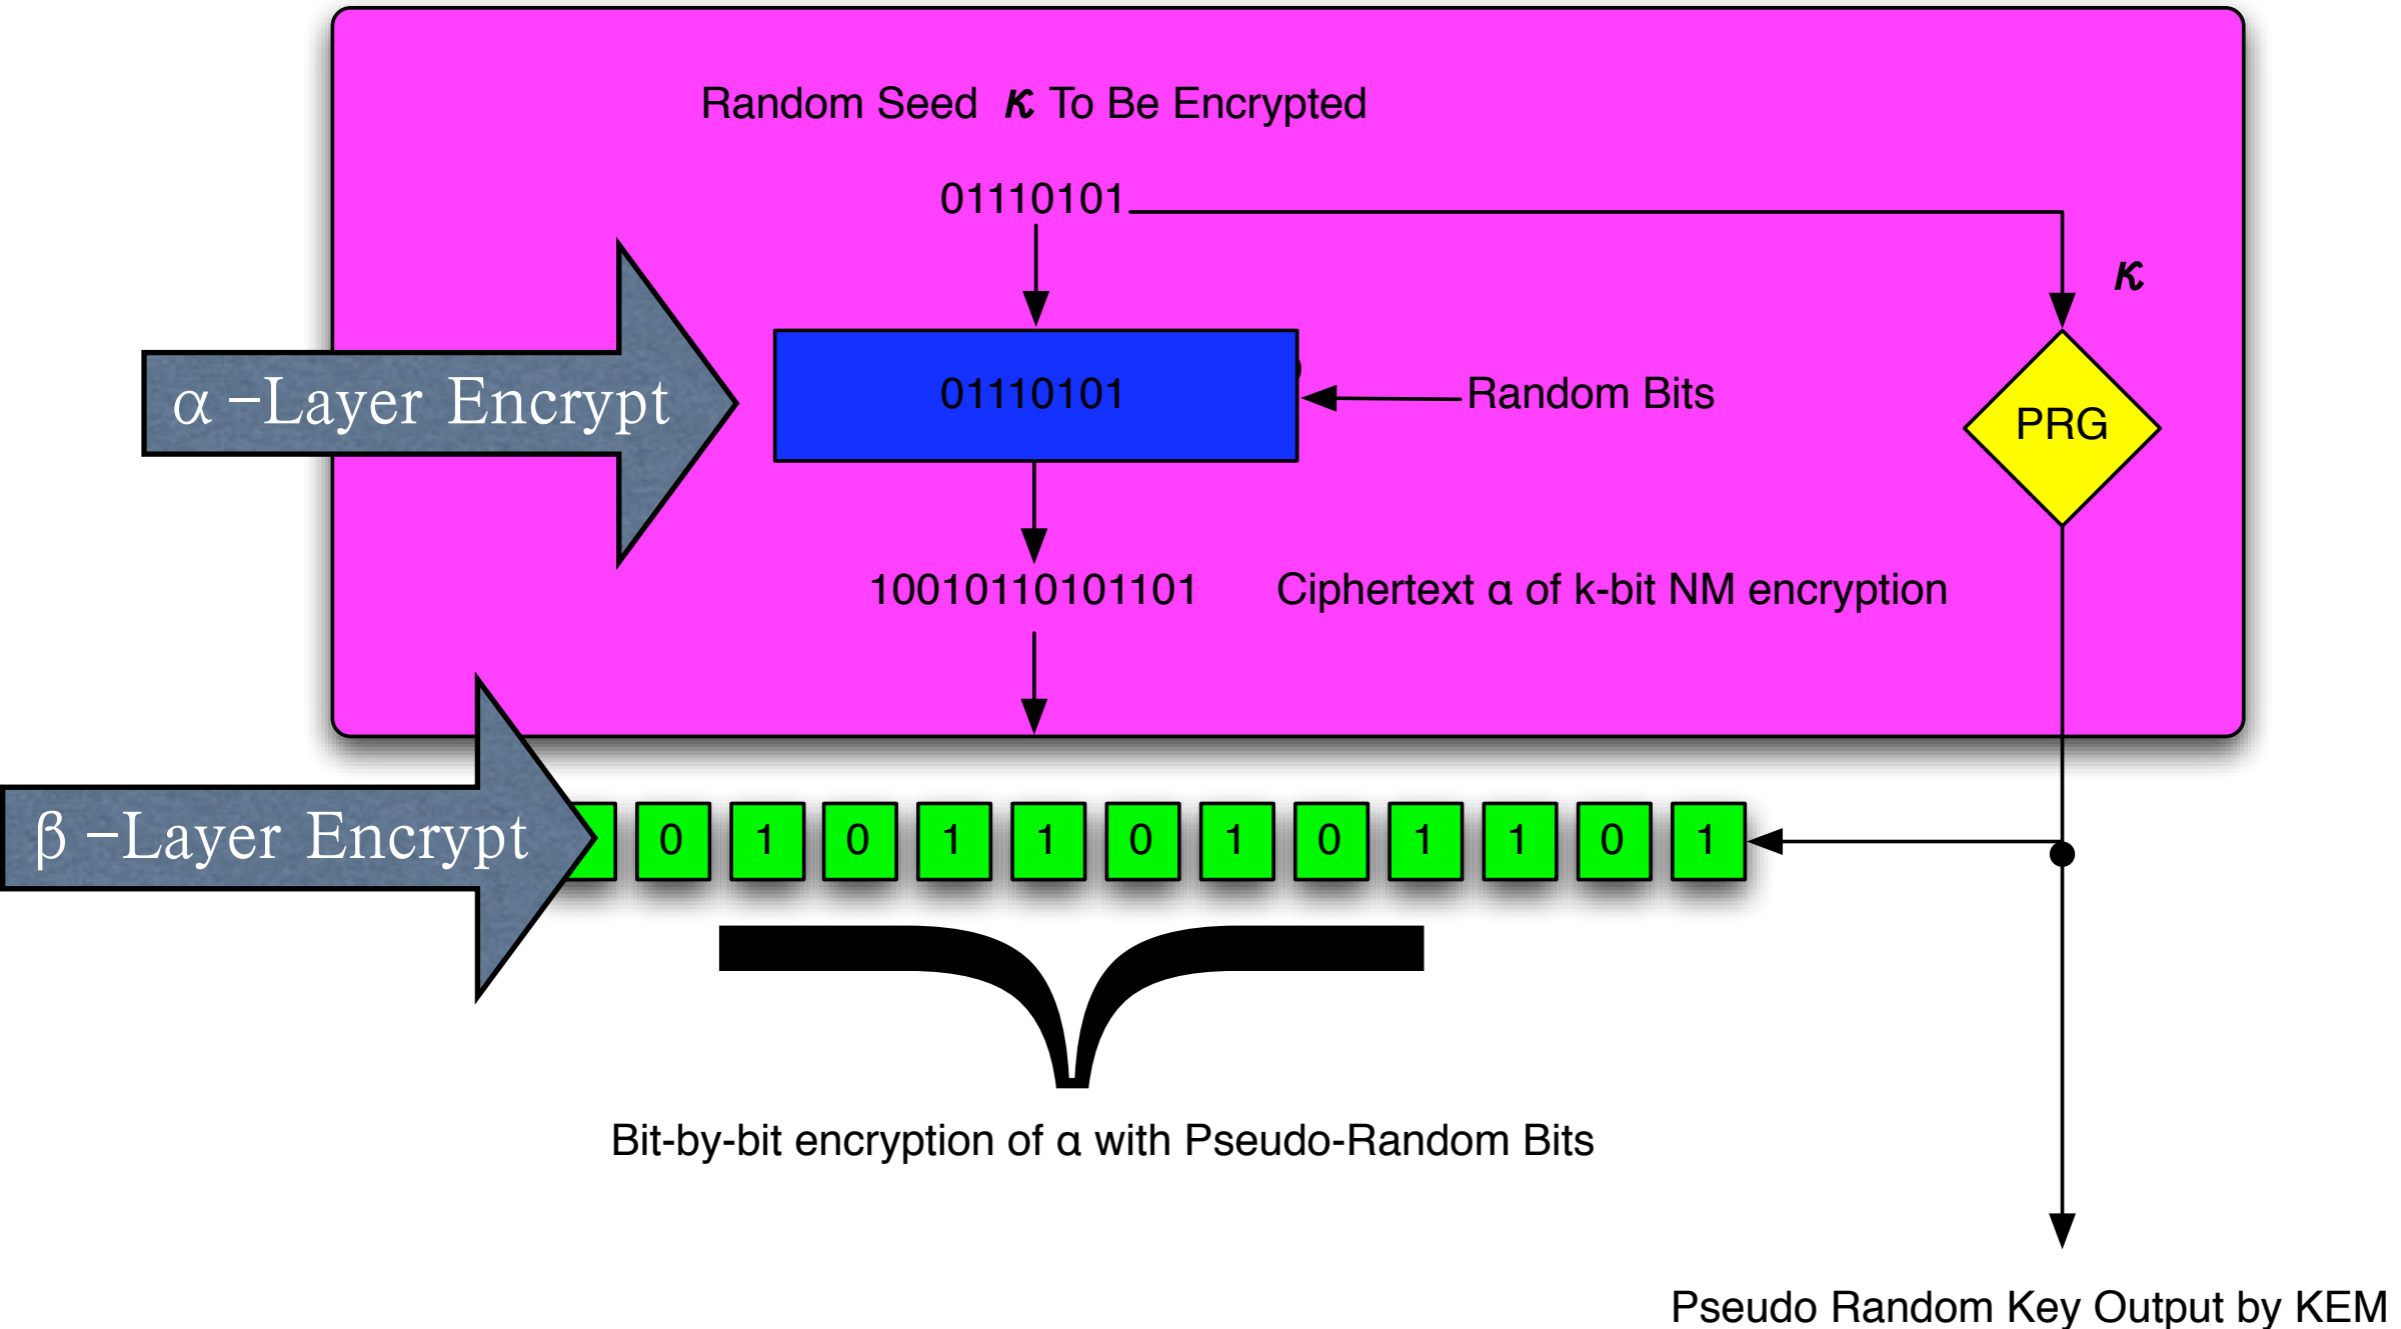 Random Seed κ To Be Encrypted
01110101
κ
α-Layer Encrypt
01110101
Random Bits
PRG
10010110101101
Ciphertext α of k-bit NM encryption
β-Layer Encrypt
0 1 0 1 1 0 1 0 1 1 0 1
Bit-by-bit encryption of α with Pseudo-Random Bits
Pseudo Random Key Output by KEM